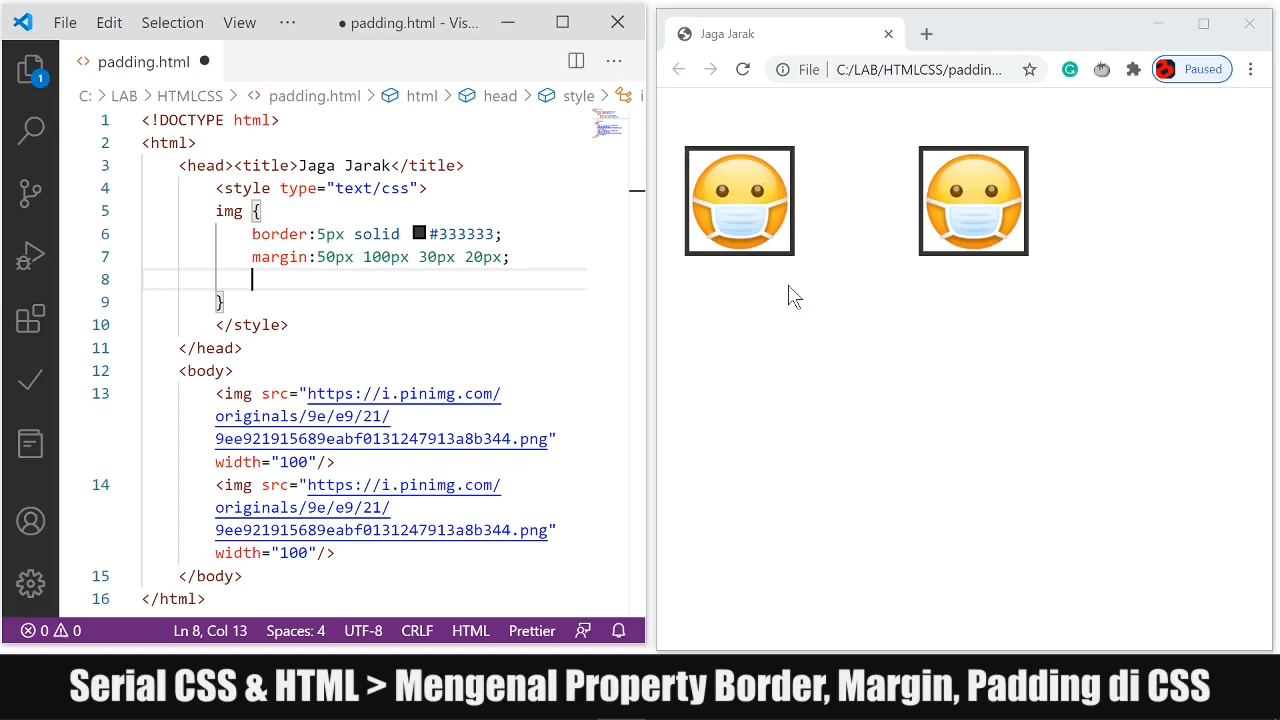 File Edit Selection View ··· ● padding.html - Vis...
padding.html ●
C: > LAB > HTMLCSS > padding.html > html > head > style > i
1 <!DOCTYPE html>
2 <html>
3 <head><title>Jaga Jarak</title>
4 <style type="text/css">
5 img {
6 border:5px solid #333333;
7 margin:50px 100px 30px 20px;
8
9 }
10 </style>
11 </head>
12 <body>
13 <img src="https://i.pinimg.com/
originals/9e/e9/21/
9ee921915689eabf0131247913a8b344.png"
width="100"/>
14 <img src="https://i.pinimg.com/
originals/9e/e9/21/
9ee921915689eabf0131247913a8b344.png"
width="100"/>
15 </body>
16 </html>
1
0 0 Ln 8, Col 13 Spaces: 4 UTF-8 CRLF HTML Prettier
Jaga Jarak
File | C:/LAB/HTMLCSS/paddin... Paused
Serial CSS & HTML > Mengenal Property Border, Margin, Padding di CSS